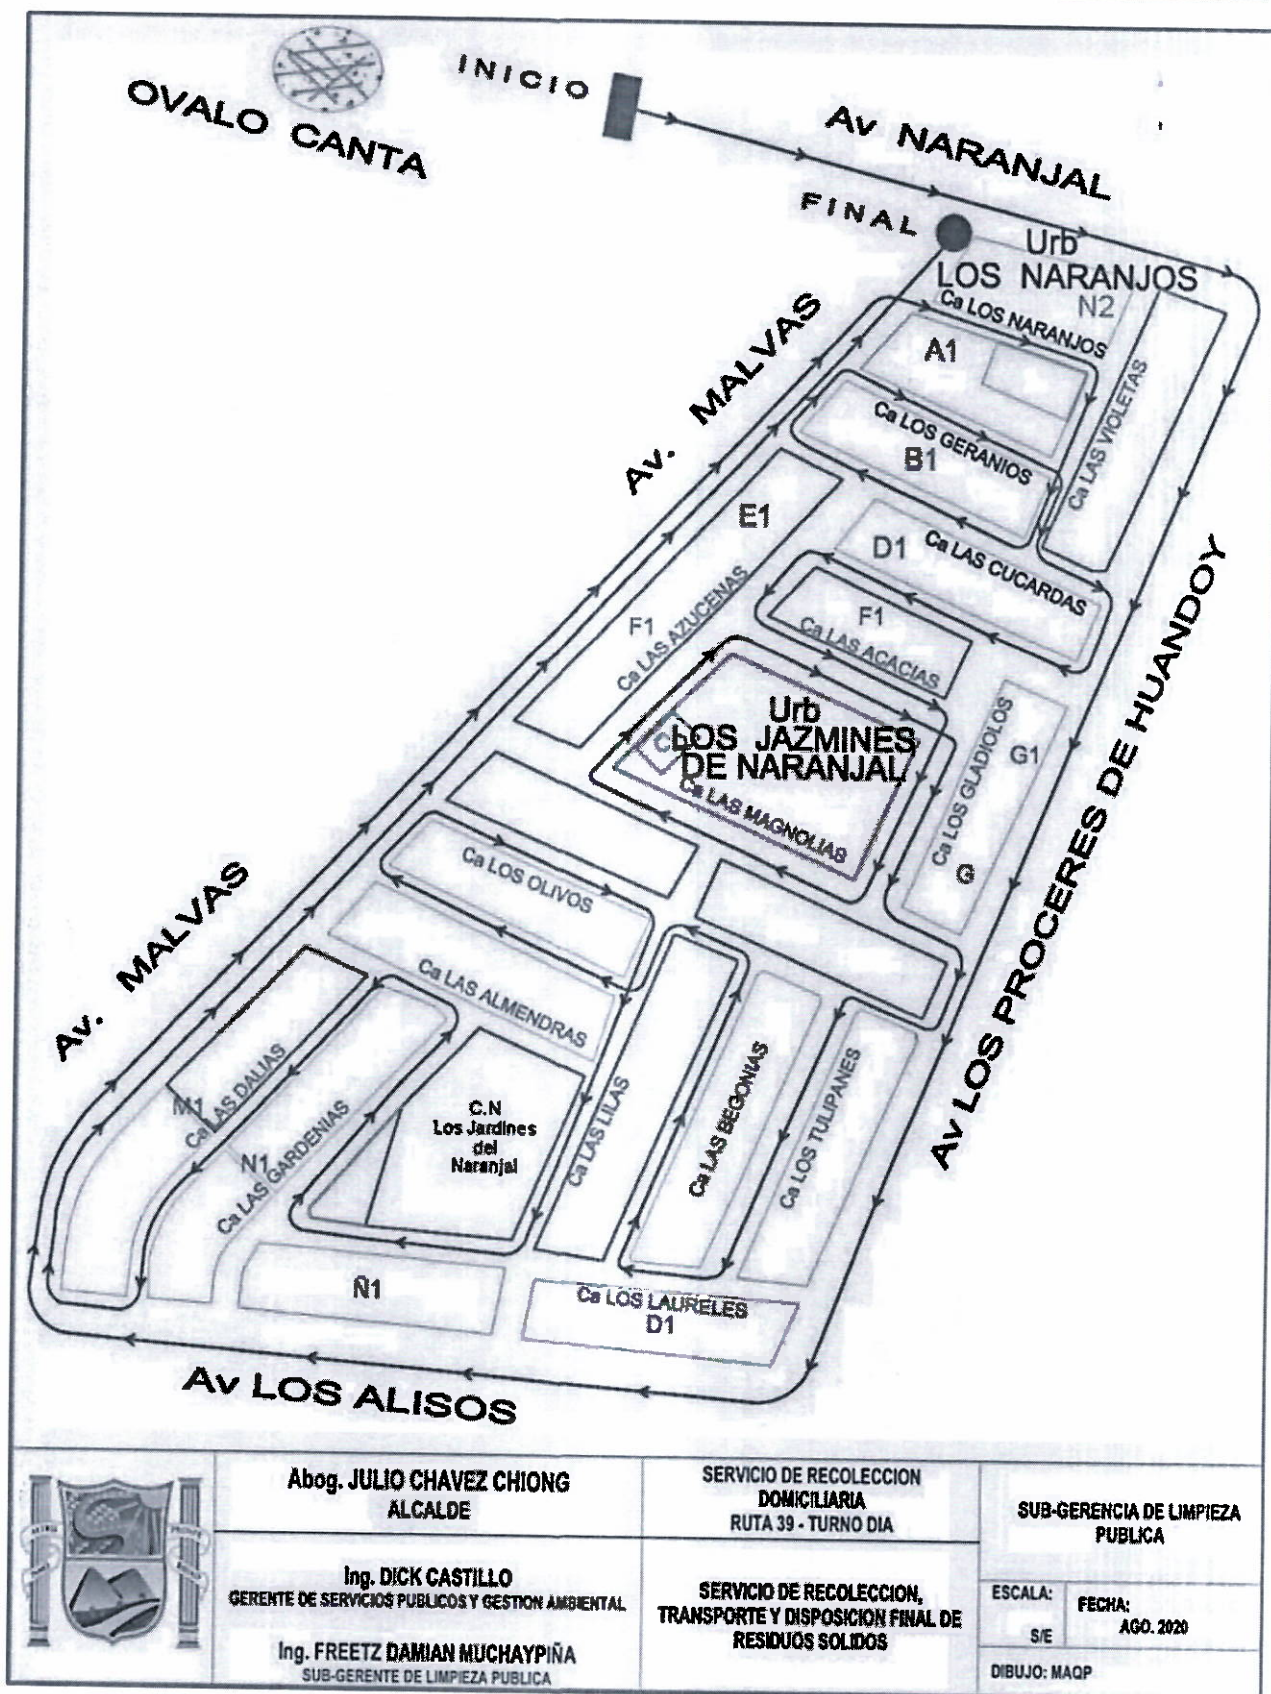 INICIO
OVALO CANTA
Av NARANJAL
FINAL
Urb
LOS NARANJOS
Ca LOS NARANJOS
N2
Av. MALVAS
A1
Ca LOS GERANIOS
B1
Ca LAS VIOLETAS
E1
D1
Ca LAS CUCARDAS
F1
Ca LAS AZUCENAS
F1
Ca LAS ACACIAS
Urb
LOS JAZMINES
DE NARANJAL
Ca LAS MAGNOLIAS
Ca LOS GLADIOLOS
G1
G
Av LOS PROCERES DE HUANDOY
Ca LOS OLIVOS
Av. MALVAS
Ca LAS ALMENDRAS
M1
Ca LAS DALIAS
N1
Ca LAS GARDENIAS
C.N
Los Jardines
del
Naranjal
Ca LAS LILAS
Ca LAS BEGONIAS
Ca LOS TULIPANES
Ñ1
Ca LOS LAURELES
D1
Av LOS ALISOS
Abog. JULIO CHAVEZ CHIONG
ALCALDE
Ing. DICK CASTILLO
GERENTE DE SERVICIOS PUBLICOS Y GESTION AMBIENTAL
Ing. FREETZ DAMIAN MUCHAYPIÑA
SUB-GERENTE DE LIMPIEZA PUBLICA
SERVICIO DE RECOLECCION
DOMICILIARIA
RUTA 39 - TURNO DIA
SERVICIO DE RECOLECCION,
TRANSPORTE Y DISPOSICION FINAL DE
RESIDUOS SOLIDOS
SUB-GERENCIA DE LIMPIEZA
PUBLICA
ESCALA:
S/E
FECHA:
AGO. 2020
DIBUJO: MAQP